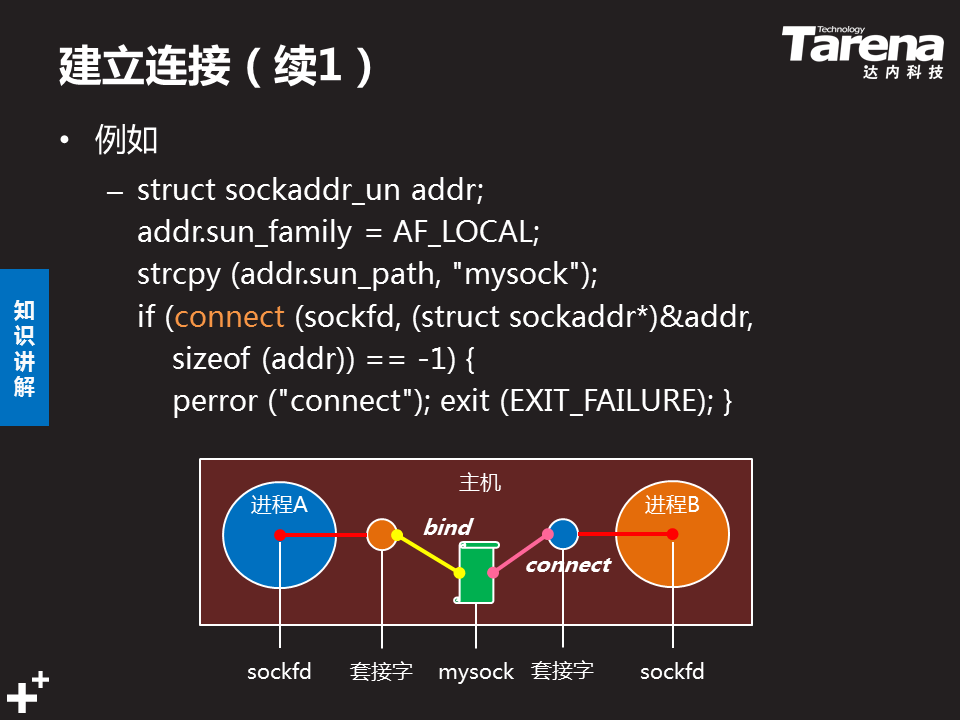 建立连接（续1）
Technology
Tarena
达内科技
• 例如
– struct sockaddr_un addr;
addr.sun_family = AF_LOCAL;
strcpy (addr.sun_path, "mysock");
if (connect (sockfd, (struct sockaddr*)&addr,
sizeof (addr)) == -1) {
perror ("connect"); exit (EXIT_FAILURE); }
知识讲解
主机
进程A
进程B
bind
connect
sockfd
套接字
mysock
套接字
sockfd